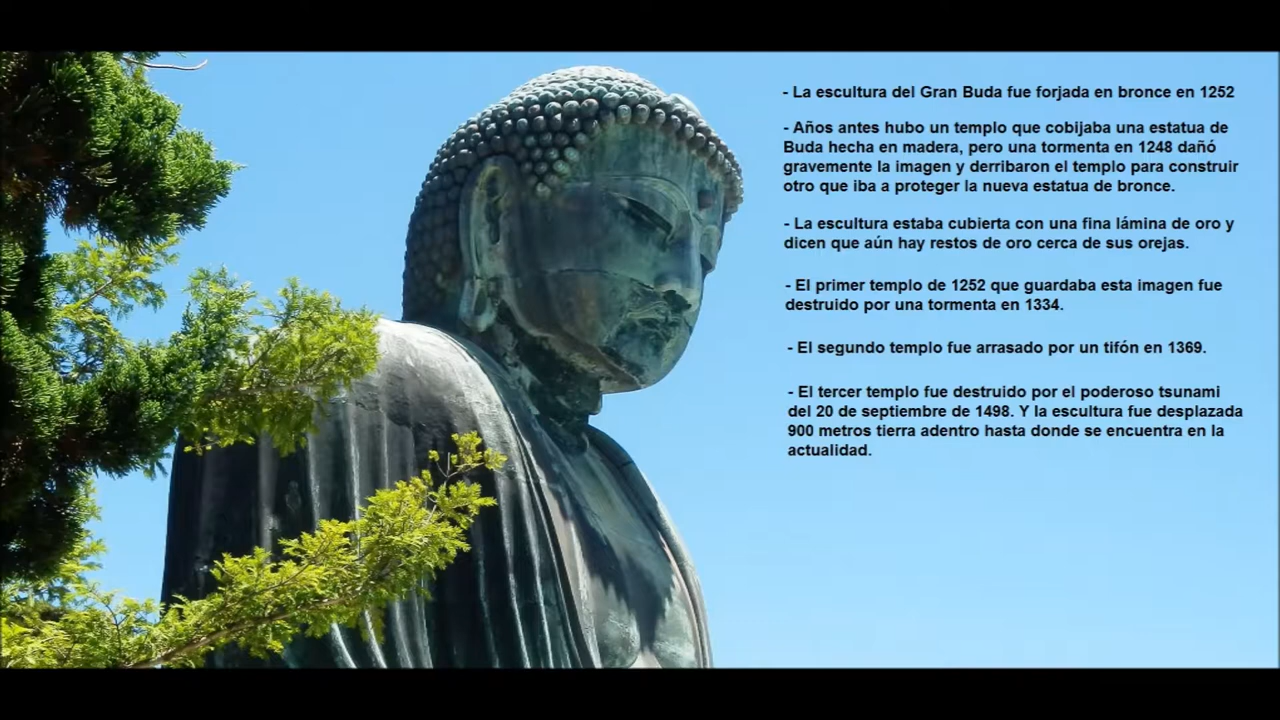 - La escultura del Gran Buda fue forjada en bronce en 1252
- Años antes hubo un templo que cobijaba una estatua de
Buda hecha en madera, pero una tormenta en 1248 dañó
gravemente la imagen y derribaron el templo para construir
otro que iba a proteger la nueva estatua de bronce.
- La escultura estaba cubierta con una fina lámina de oro y
dicen que aún hay restos de oro cerca de sus orejas.
- El primer templo de 1252 que guardaba esta imagen fue
destruido por una tormenta en 1334.
- El segundo templo fue arrasado por un tifón en 1369.
- El tercer templo fue destruido por el poderoso tsunami
del 20 de septiembre de 1498. Y la escultura fue desplazada
900 metros tierra adentro hasta donde se encuentra en la
actualidad.